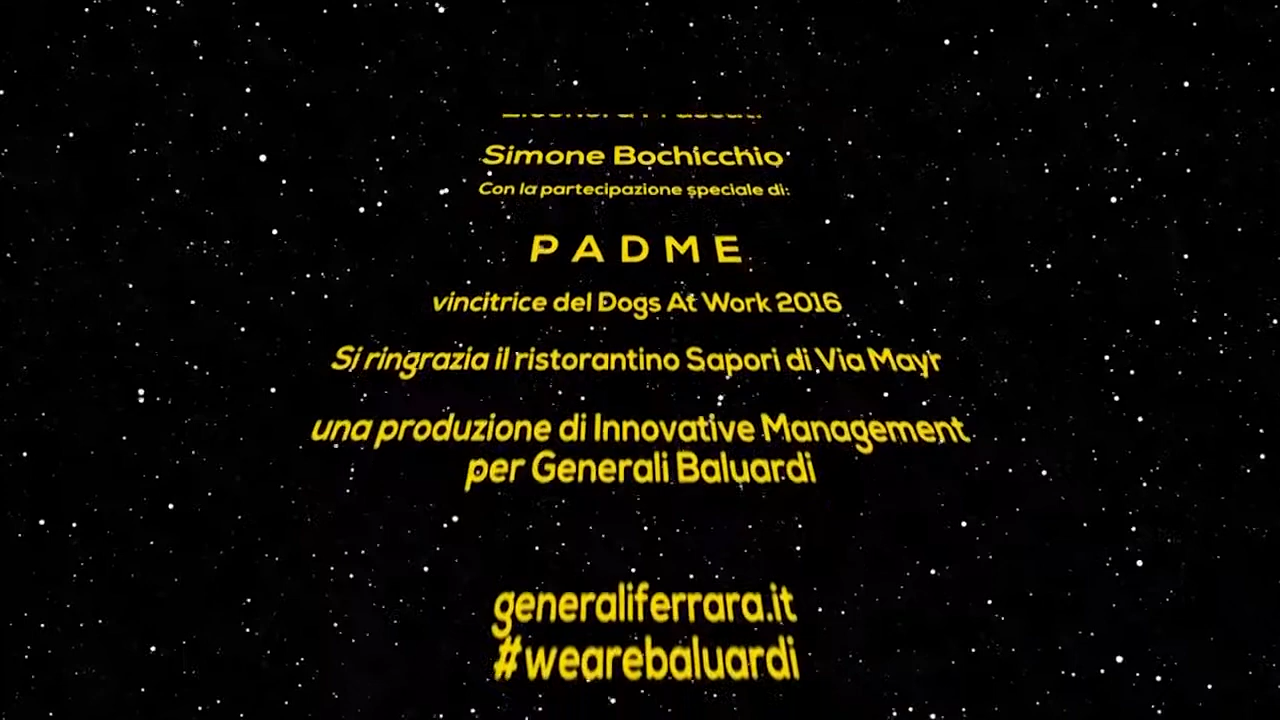 Simone Bochicchio
Con la partecipazione speciale di:
PADME
vincitrice del Dogs At Work 2016
Si ringrazia il ristorantino Sapori di Via Mayr
una produzione di Innovative Management
per Generali Baluardi
generaliferrara.it
#wearebaluardi